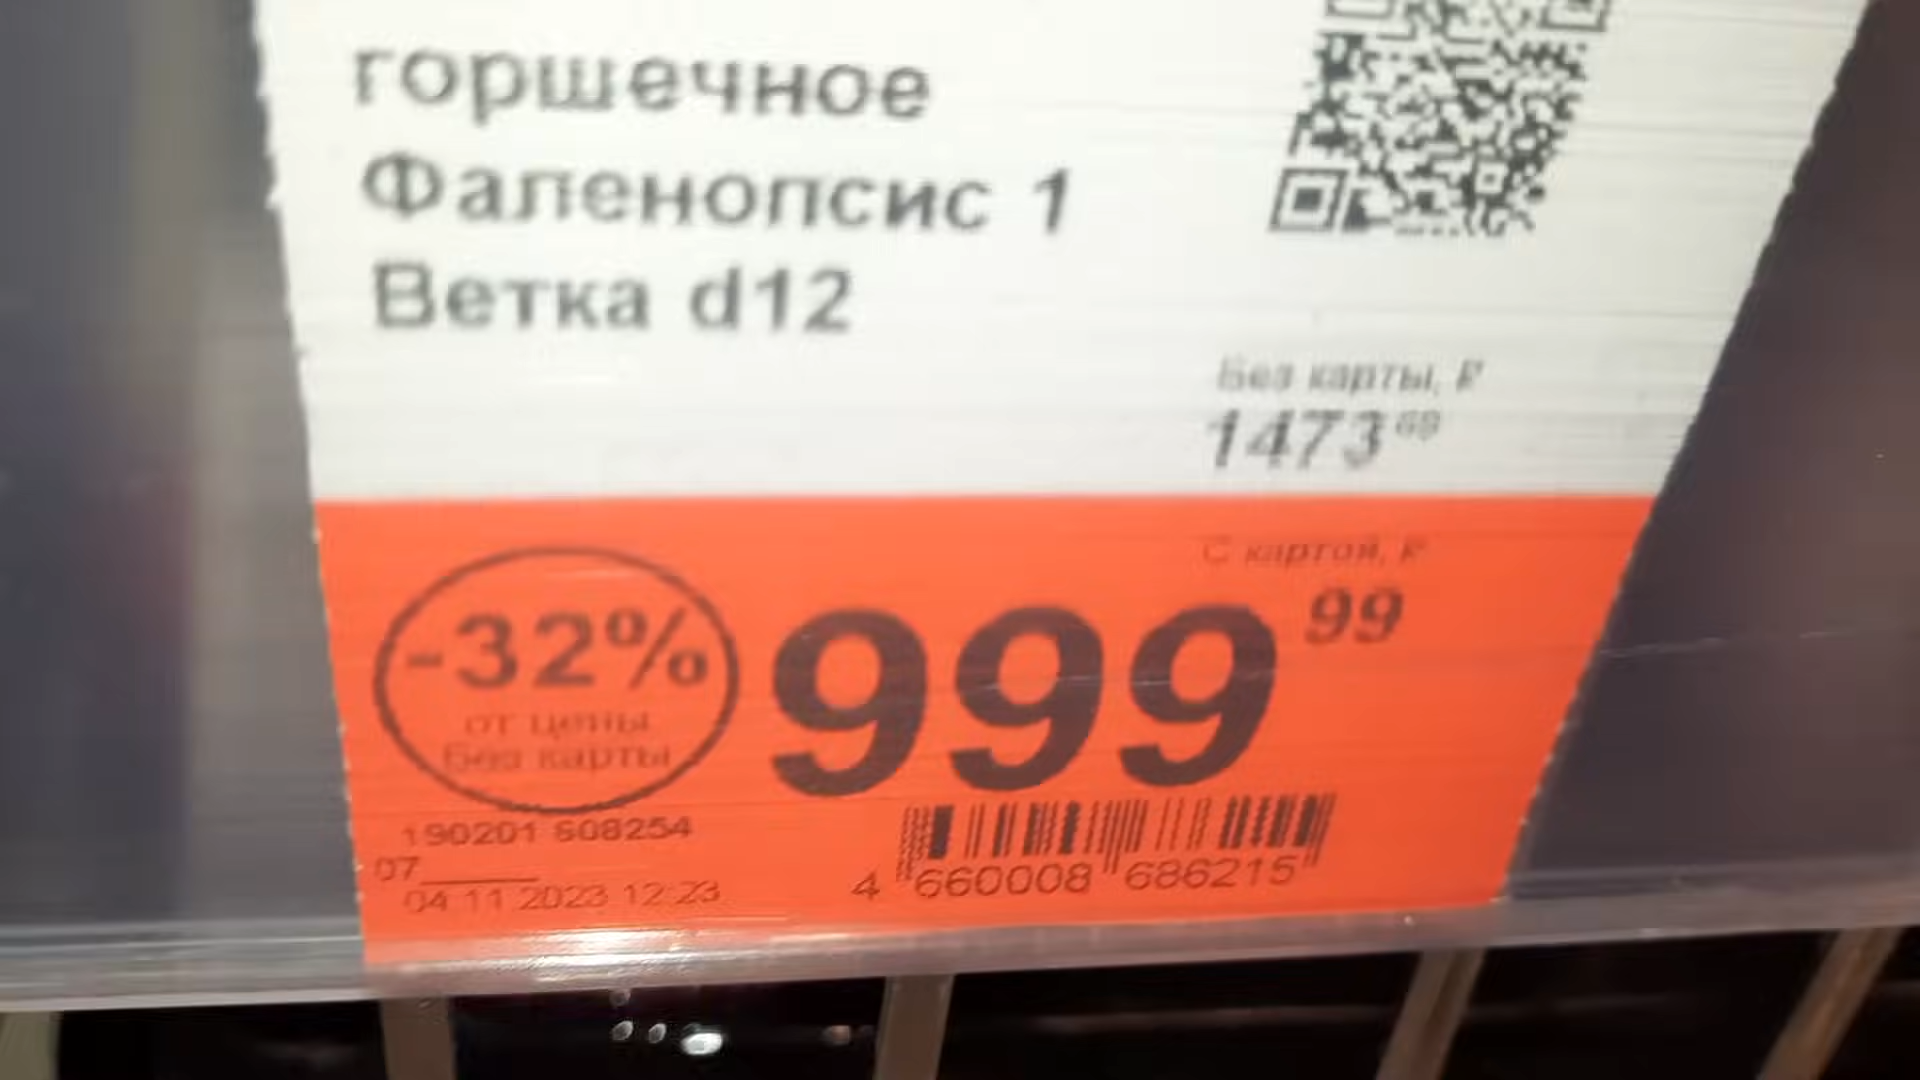 горшечное
Фаленопсис 1
Ветка d12
Без карты, ₽
1473 69
С картой, ₽
999 99
-32%
от цены
Без карты
190201 608254
07
04.11.2023 12:23
4 660008 686215